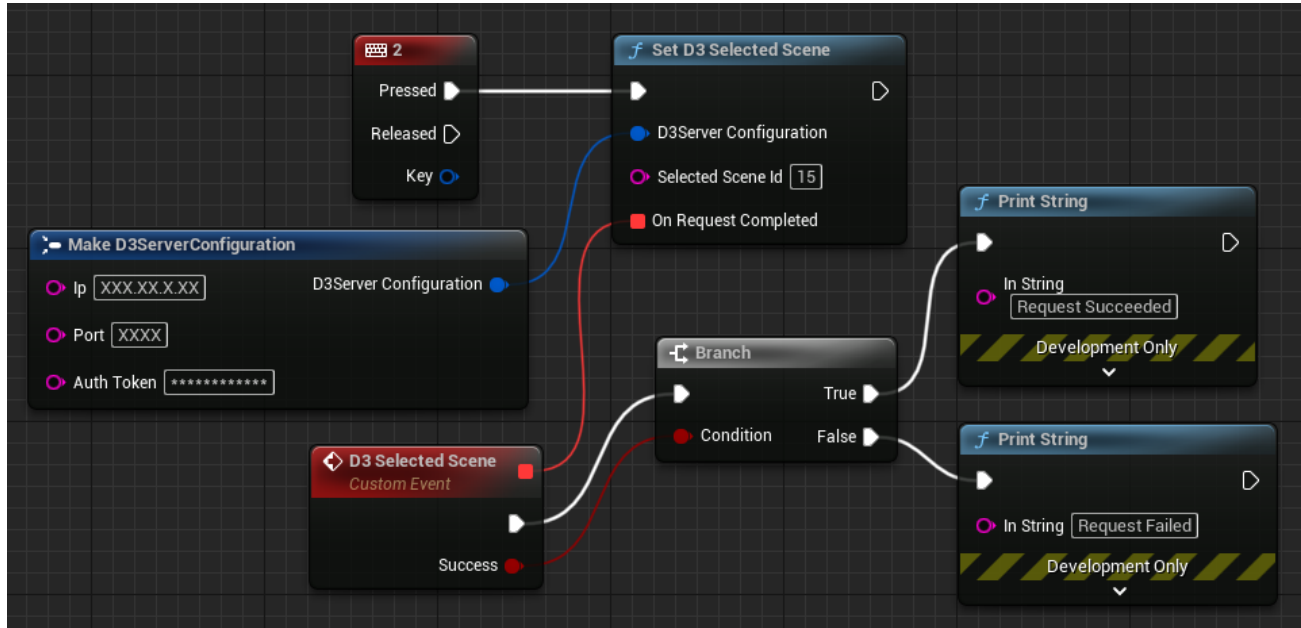 2
Pressed
Released
Key
Set D3 Selected Scene
D3Server Configuration
Selected Scene Id 15
On Request Completed
Make D3ServerConfiguration
Ip XXX.XX.X.XX
D3Server Configuration
Port XXXX
Auth Token ************
D3 Selected Scene
Custom Event
Success
Branch
True
Condition
False
Print String
In String
Request Succeeded
Development Only
Print String
In String Request Failed
Development Only